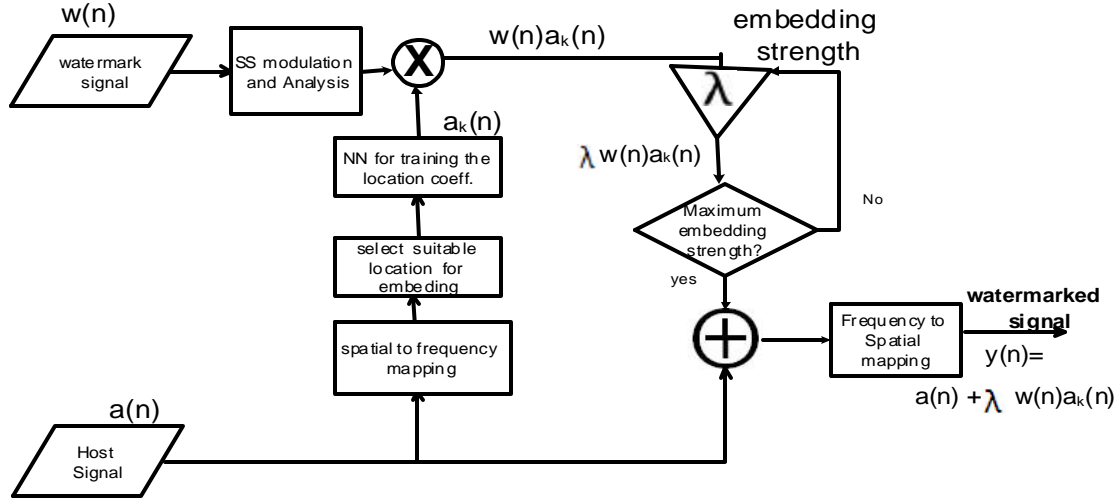 w(n)
watermark
signal
SS modulation
and Analysis
X
w(n)aₖ(n)
embedding
strength
λ
aₖ(n)
NN for training the
location coeff.
λ w(n)aₖ(n)
Maximum
embedding
strength?
No
yes
select suitable
location for
embeding
spatial to frequency
mapping
+
Frequency to
Spatial
mapping
watermarked
signal
y(n)=
a(n) + λ w(n)aₖ(n)
a(n)
Host
Signal